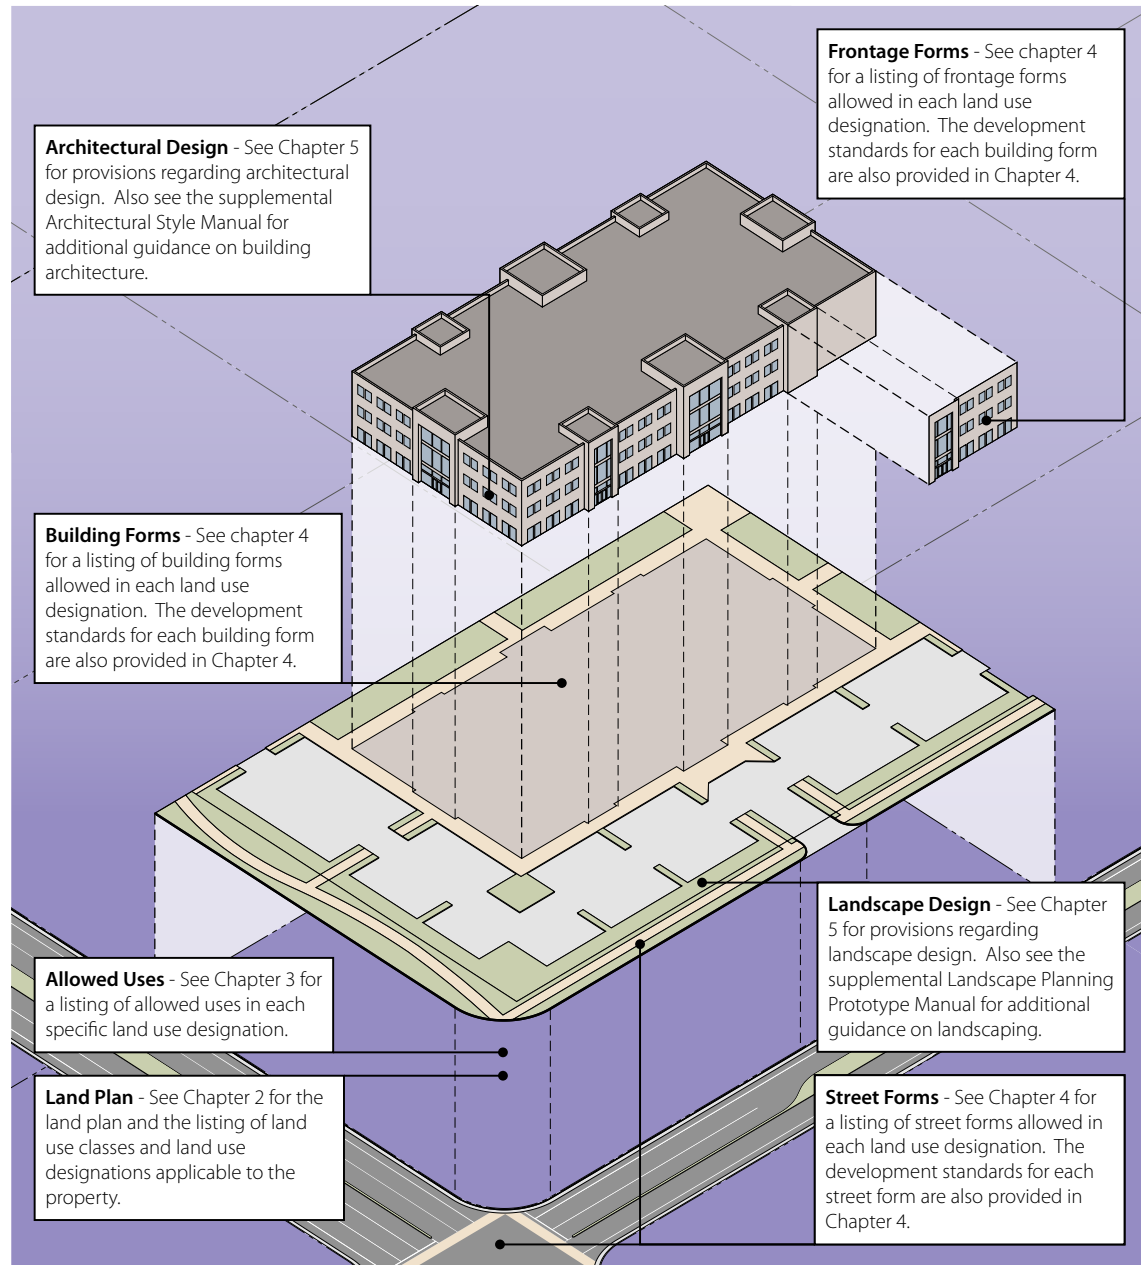 Frontage Forms - See chapter 4
for a listing of frontage forms
allowed in each land use
designation. The development
standards for each building form
are also provided in Chapter 4.
Architectural Design - See Chapter 5
for provisions regarding architectural
design. Also see the supplemental
Architectural Style Manual for
additional guidance on building
architecture.
Building Forms - See chapter 4
for a listing of building forms
allowed in each land use
designation. The development
standards for each building form
are also provided in Chapter 4.
Landscape Design - See Chapter
5 for provisions regarding
landscape design. Also see the
supplemental Landscape Planning
Prototype Manual for additional
guidance on landscaping.
Allowed Uses - See Chapter 3 for
a listing of allowed uses in each
specific land use designation.
Land Plan - See Chapter 2 for the
land plan and the listing of land
use classes and land use
designations applicable to the
property.
Street Forms - See Chapter 4 for
a listing of street forms allowed in
each land use designation. The
development standards for each
street form are also provided in
Chapter 4.